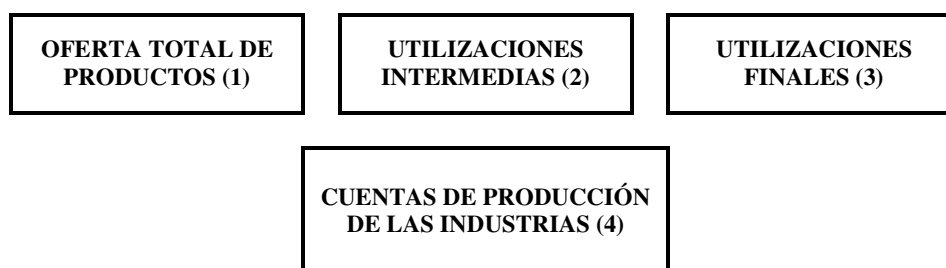 OFERTA TOTAL DE
PRODUCTOS (1)
UTILIZACIONES
INTERMEDIAS (2)
UTILIZACIONES
FINALES (3)
CUENTAS DE PRODUCCIÓN
DE LAS INDUSTRIAS (4)